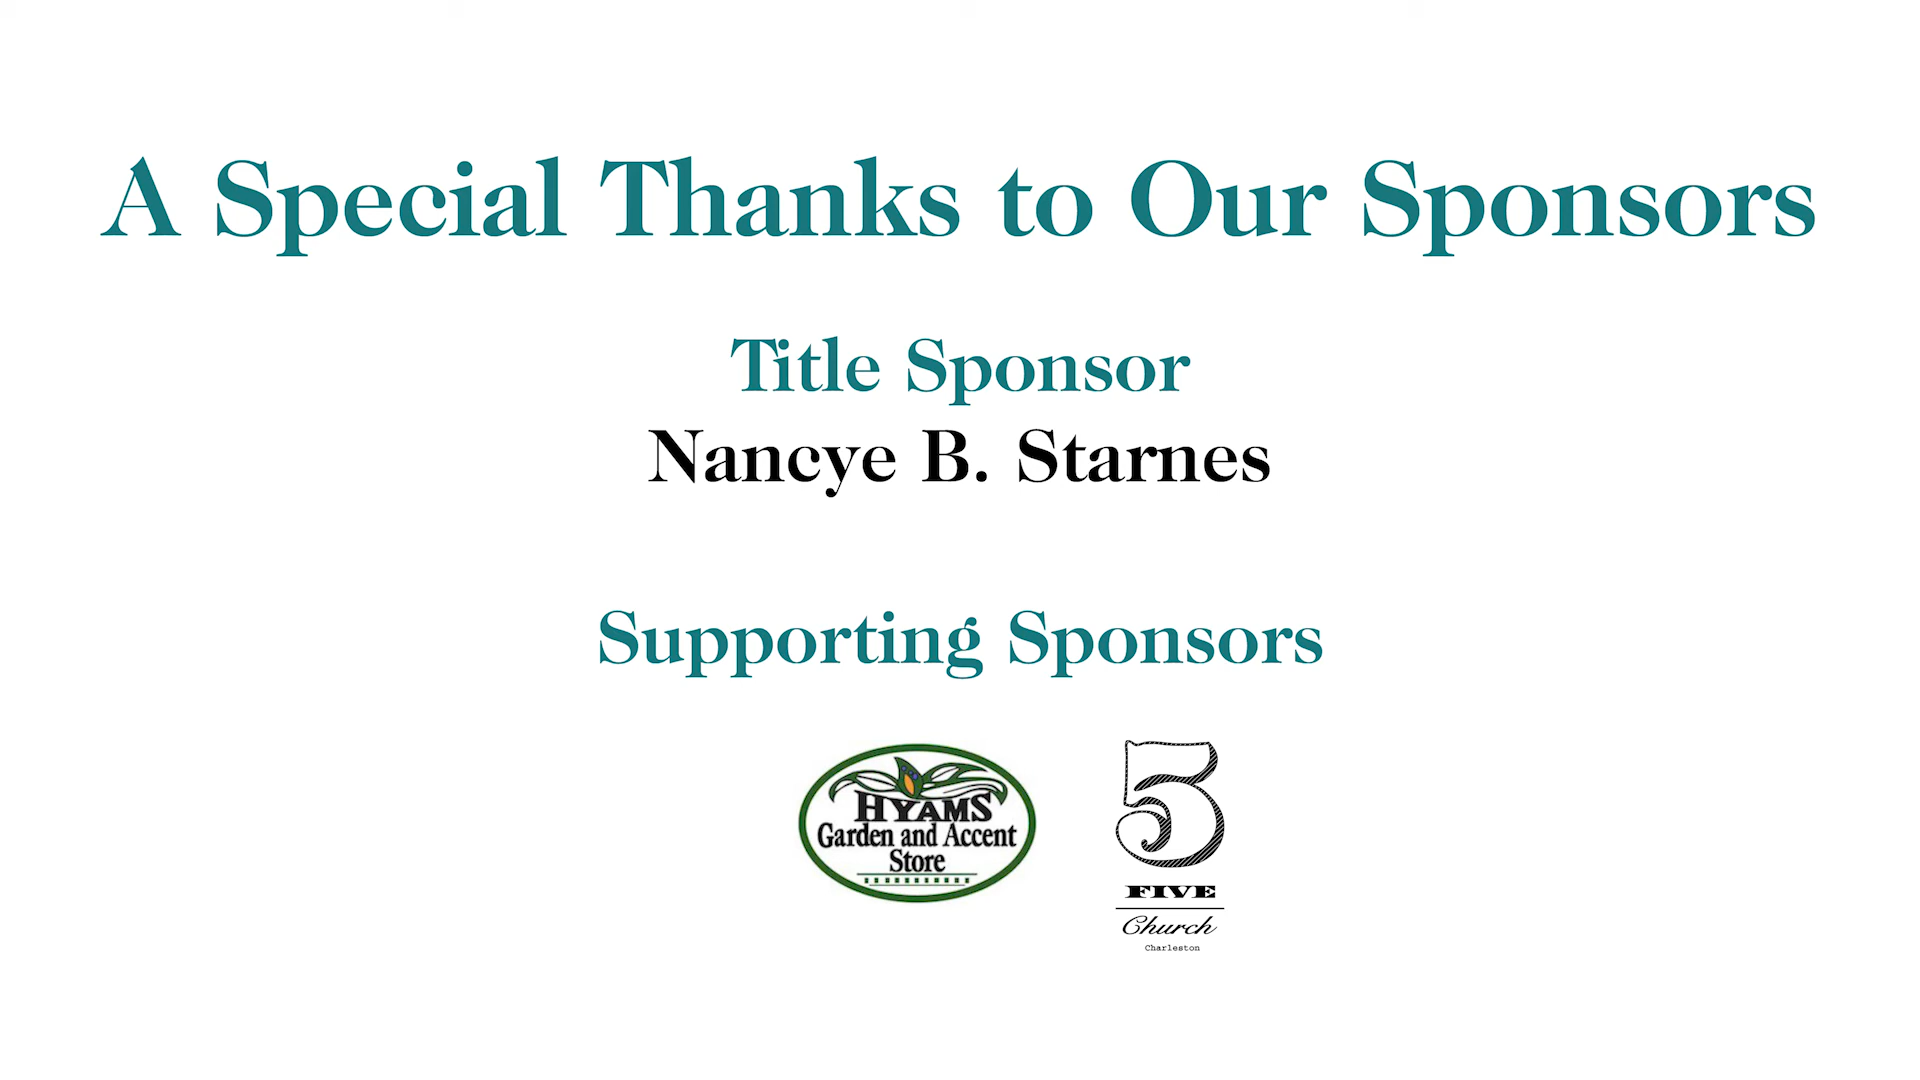 A Special Thanks to Our Sponsors
Title Sponsor
Nancye B. Starnes
Supporting Sponsors
HYAMS
Garden and Accent
Store
5
FIVE
Church
Charleston